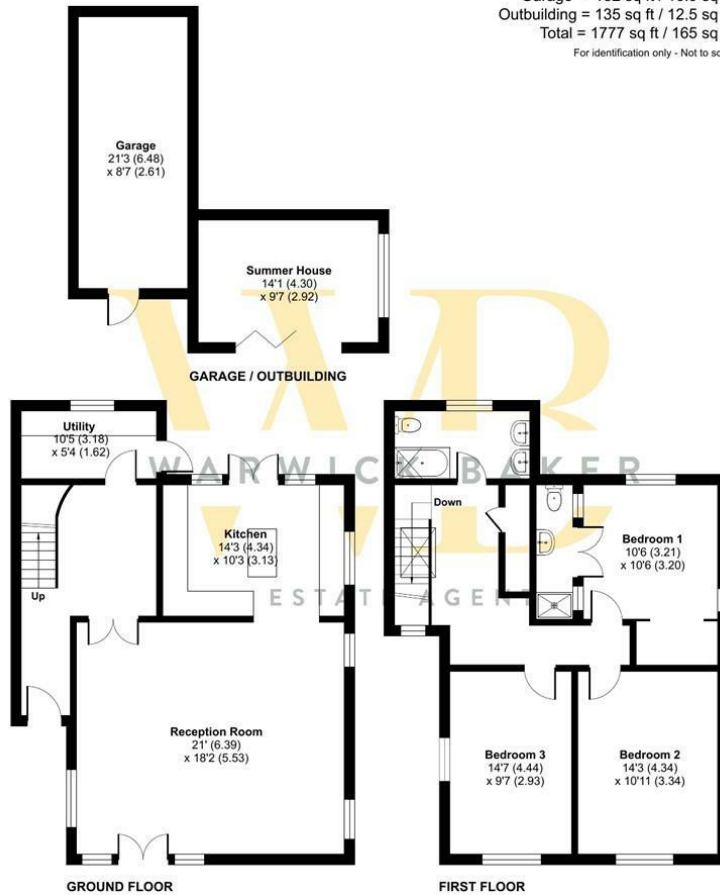 Outbuilding = 135 sq ft / 12.5 sq
Total = 1777 sq ft / 165 sq
For identification only - Not to
Garage
21'3 (6.48)
x 8'7 (2.61)
Summer House
14'1 (4.30)
x 9'7 (2.92)
GARAGE / OUTBUILDING
WB
WARWICK BAKER
ESTATE AGENT
Utility
10'5 (3.18)
x 5'4 (1.62)
Kitchen
14'3 (4.34)
x 10'3 (3.13)
Up
Reception Room
21' (6.39)
x 18'2 (5.53)
GROUND FLOOR
Down
Bedroom 1
10'6 (3.21)
x 10'6 (3.20)
Bedroom 3
14'7 (4.44)
x 9'7 (2.93)
Bedroom 2
14'3 (4.34)
x 10'11 (3.34)
FIRST FLOOR